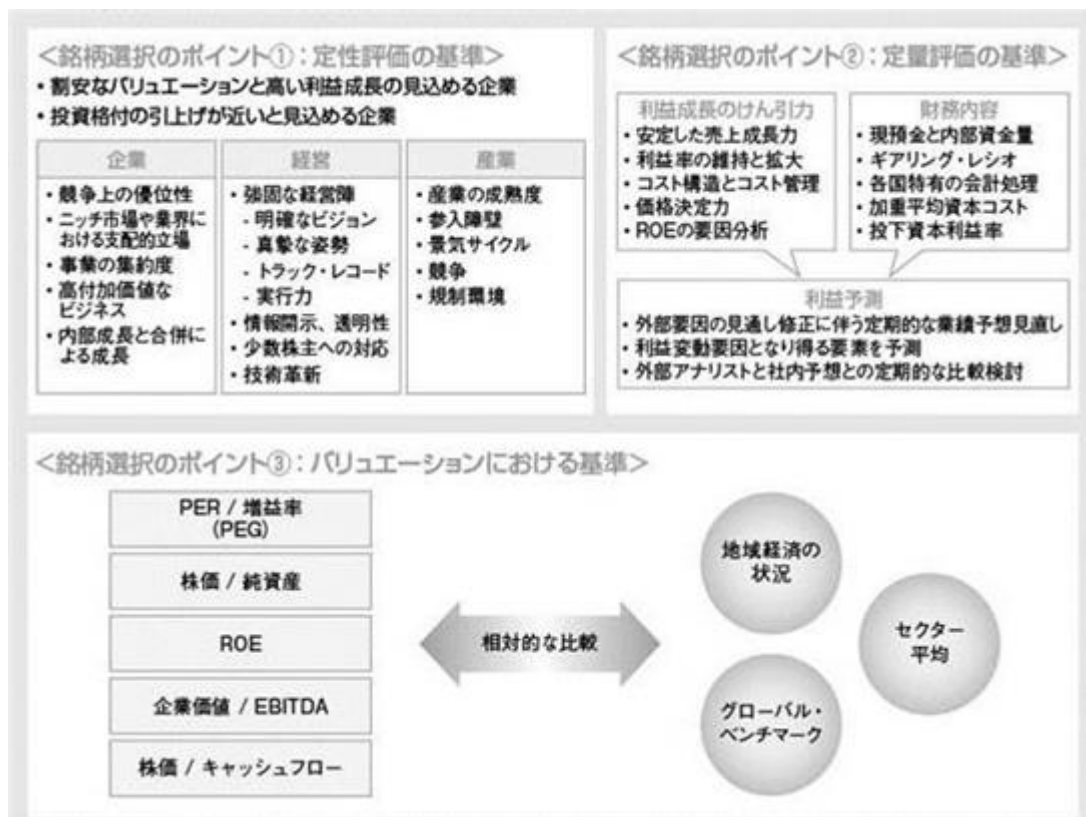 ＜銘柄選択のポイント①：定性評価の基準＞
・割安なバリュエーションと高い利益成長の見込める企業
・投資格付の引上げが近いと見込める企業
企業
・競争上の優位性
・ニッチ市場や業界に
おける支配的立場
・事業の集約度
・高付加価値な
ビジネス
・内部成長と合併に
よる成長
経営
・強固な経営陣
- 明確なビジョン
- 真摯な姿勢
- トラック・レコード
- 実行力
・情報開示、透明性
・少数株主への対応
・技術革新
産業
・産業の成熟度
・参入障壁
・景気サイクル
・競争
・規制環境
＜銘柄選択のポイント②：定量評価の基準＞
利益成長のけん引力
・安定した売上成長力
・利益率の維持と拡大
・コスト構造とコスト管理
・価格決定力
・ROEの要因分析
財務内容
・現預金と内部資金量
・ギアリング・レシオ
・各国特有の会計処理
・加重平均資本コスト
・投下資本利益率
利益予測
・外部要因の見通し修正に伴う定期的な業績予想見直し
・利益変動要因となり得る要素を予測
・外部アナリストと社内予想との定期的な比較検討
＜銘柄選択のポイント③：バリュエーションにおける基準＞
PER / 増益率
(PEG)
株価 / 純資産
ROE
企業価値 / EBITDA
株価 / キャッシュフロー
相対的な比較
地域経済の
状況
セクター
平均
グローバル・
ベンチマーク